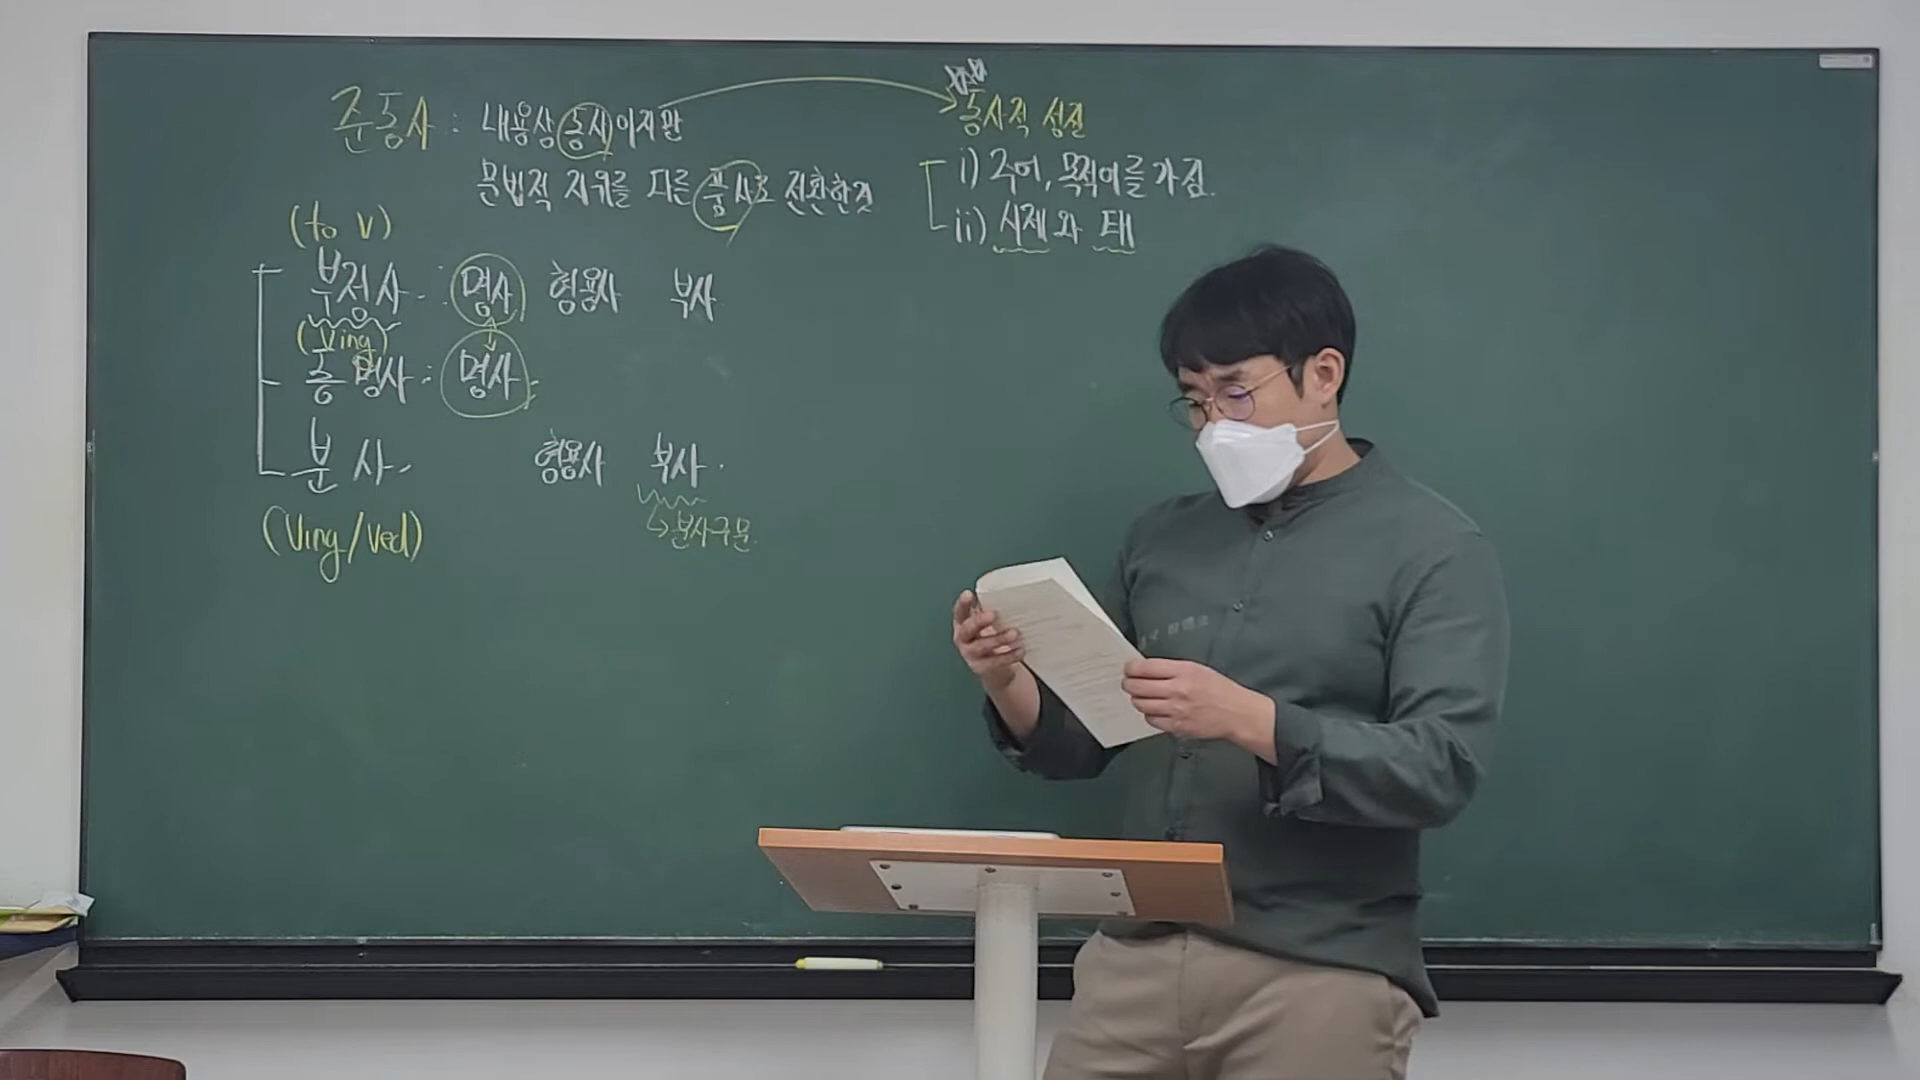 준동사 : 내용상 동사이지만
문법적 지위를 다른 품사로 전환한것
동사적 성질
i) 주어, 목적어를 가짐.
ii) 시제와 태
(to V)
부정사 : 명사 형용사 부사
(Ving)
동명사 : 명사
분사 형용사 부사.
↳분사구문.
(Ving/Ved)